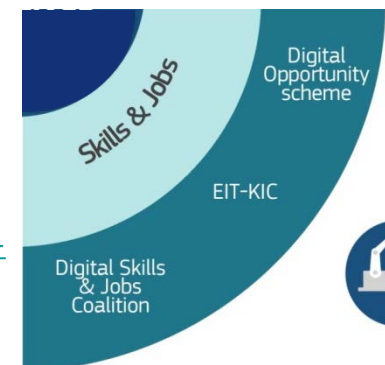 Digital
Opportunity
scheme
Skills & Jobs
EIT-KIC
Digital Skills
& Jobs
Coalition